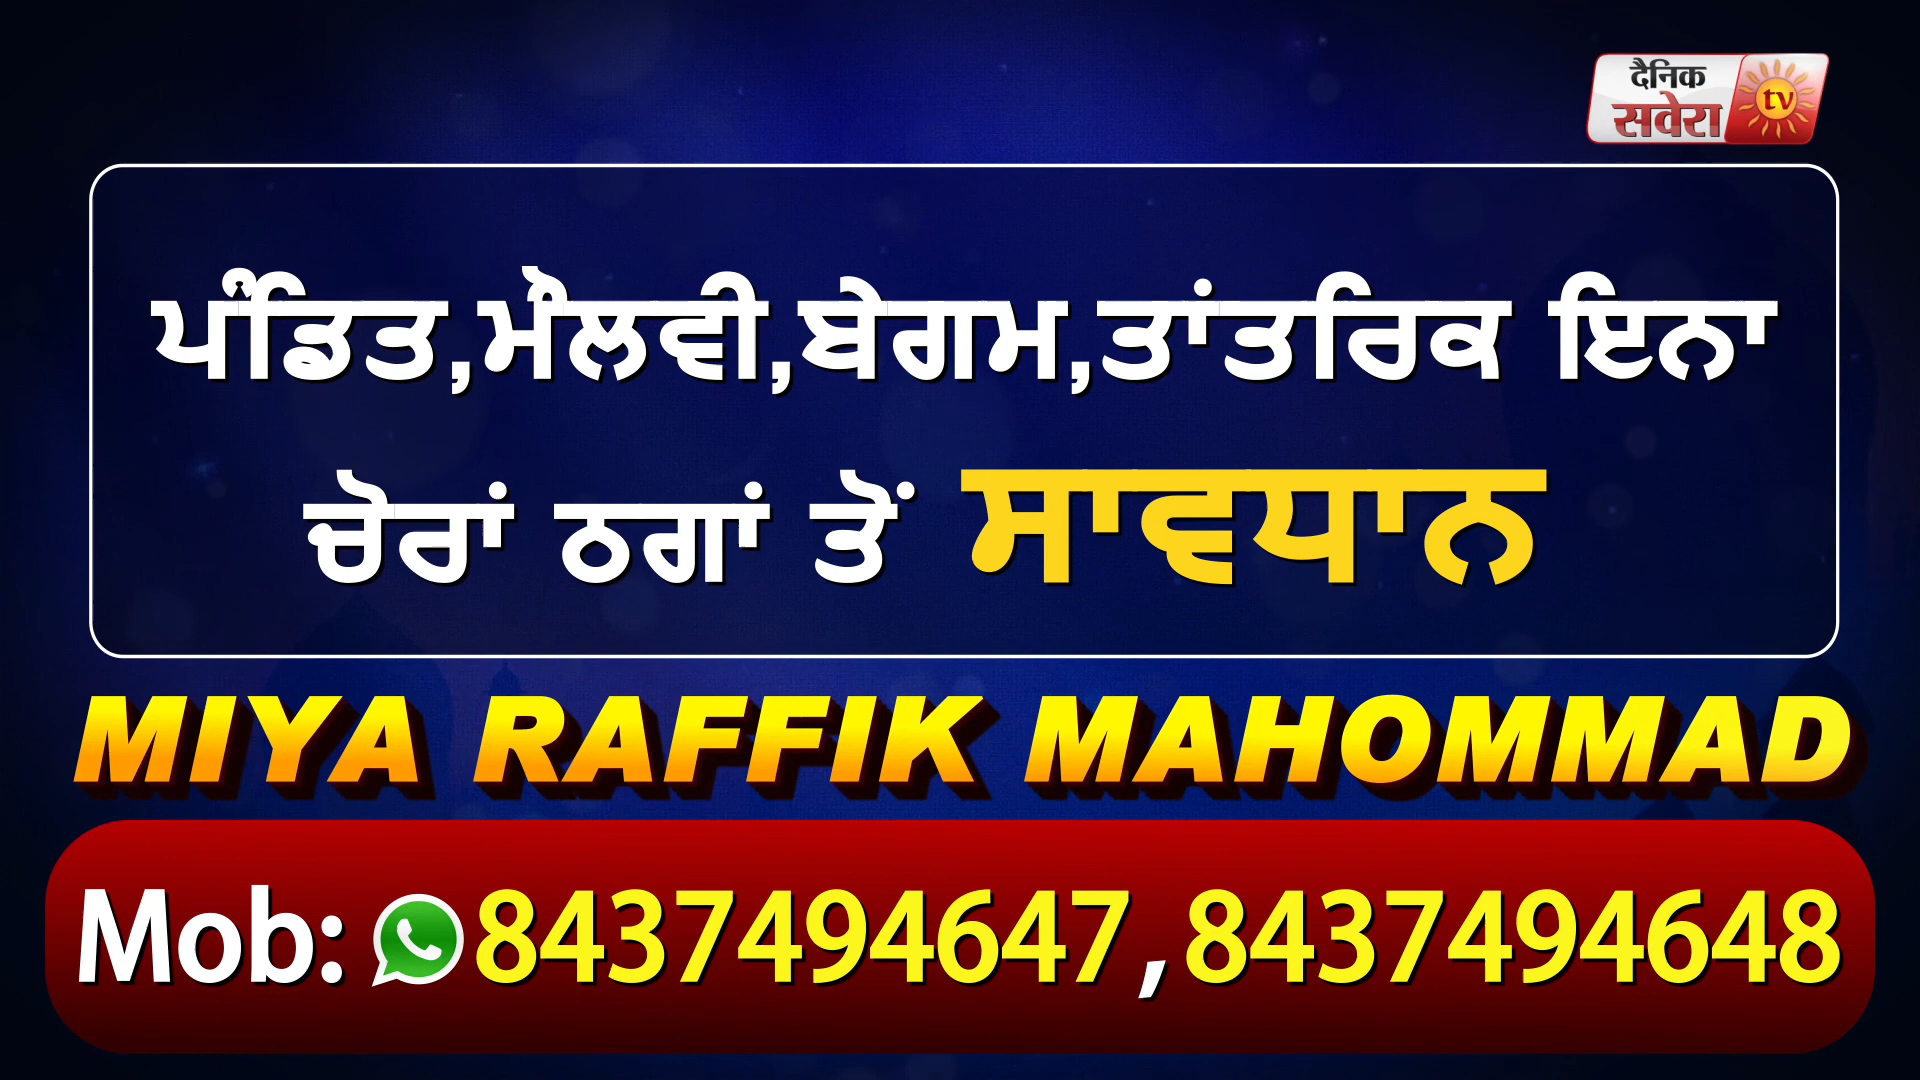 दैनिक
सवेरा tv
ਪੰਡਿਤ,ਮੌਲਵੀ,ਬੇਗਮ,ਤਾਂਤਰਿਕ ਇਨਾ
ਚੋਰਾਂ ਠਗਾਂ ਤੋਂ ਸਾਵਧਾਨ
MIYA RAFFIK MAHOMMAD
Mob: 8437494647, 8437494648